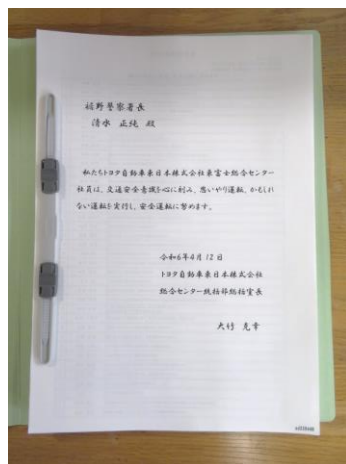 裾野警察署長
清水 正純 殿
私たちトヨタ自動車東日本株式会社東富士総合センター
社員は、交通安全意識を心に刻み、思いやり運転、かもしれ
ない運転を実行し、安全運転に努めます。
令和6年4月12日
トヨタ自動車東日本株式会社
総合センター統括部総括室長
克幸